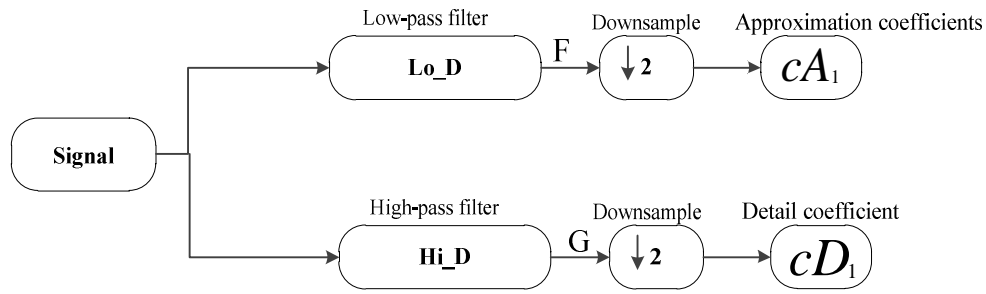 Low-pass filter
Downsample
Approximation coefficients
Lo_D
F
↓2
cA₁
Signal
High-pass filter
Downsample
Detail coefficient
Hi_D
G
↓2
cD₁